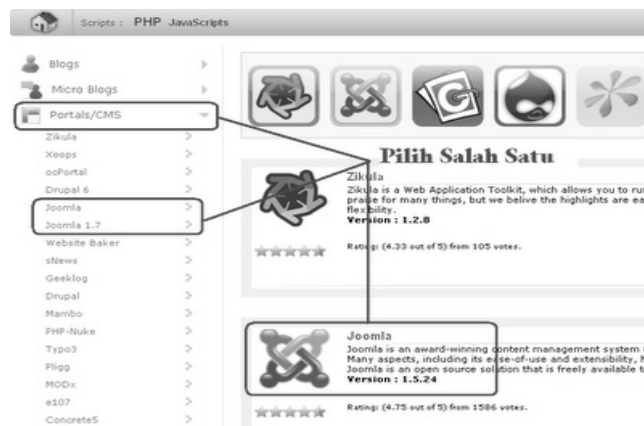 Scripts : PHP JavaScripts
Blogs
Micro Blogs
Portals/CMS
Zikula
Xoops
ocPortal
Drupal 6
Joomla
Joomla 1.7
Website Baker
sNews
Geeklog
Drupal
Mambo
PHP-Nuke
Typo3
Pligg
MODx
e107
Concrete5
Pilih Salah Satu
Zikula
Zikula is a Web Application Toolkit, which allows you to run
praise for many things, but we belive the highlights are ea
flexibility.
Version : 1.2.8
Rating: (4.33 out of 5) from 105 votes.
Joomla
Joomla is an award-winning content management system
Many aspects, including its ease-of-use and extensibility,
Joomla is an open source solution that is freely available
Version : 1.5.24
Rating: (4.75 out of 5) from 1586 votes.